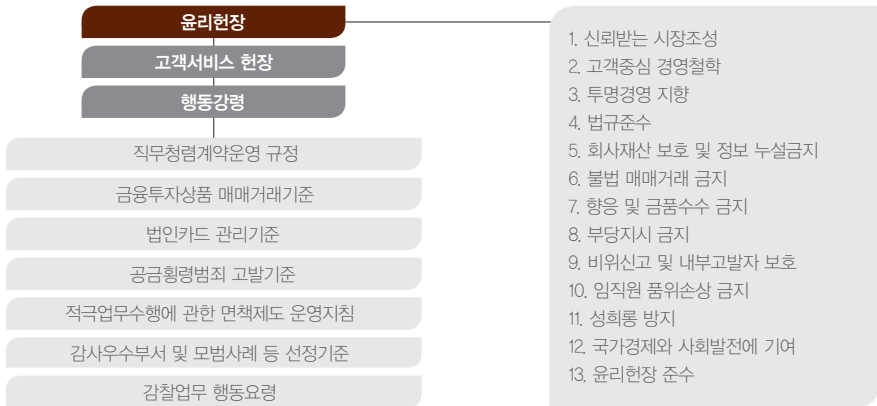 윤리헌장
고객서비스 헌장
행동강령
직무청렴계약운영 규정
금융투자상품 매매거래기준
법인카드 관리기준
공금횡령범죄 고발기준
적극업무수행에 관한 면책제도 운영지침
감사우수부서 및 모범사례 등 선정기준
감찰업무 행동요령
1. 신뢰받는 시장조성
2. 고객중심 경영철학
3. 투명경영 지향
4. 법규준수
5. 회사재산 보호 및 정보 누설금지
6. 불법 매매거래 금지
7. 향응 및 금품수수 금지
8. 부당지시 금지
9. 비위신고 및 내부고발자 보호
10. 임직원 품위손상 금지
11. 성희롱 방지
12. 국가경제와 사회발전에 기여
13. 윤리헌장 준수